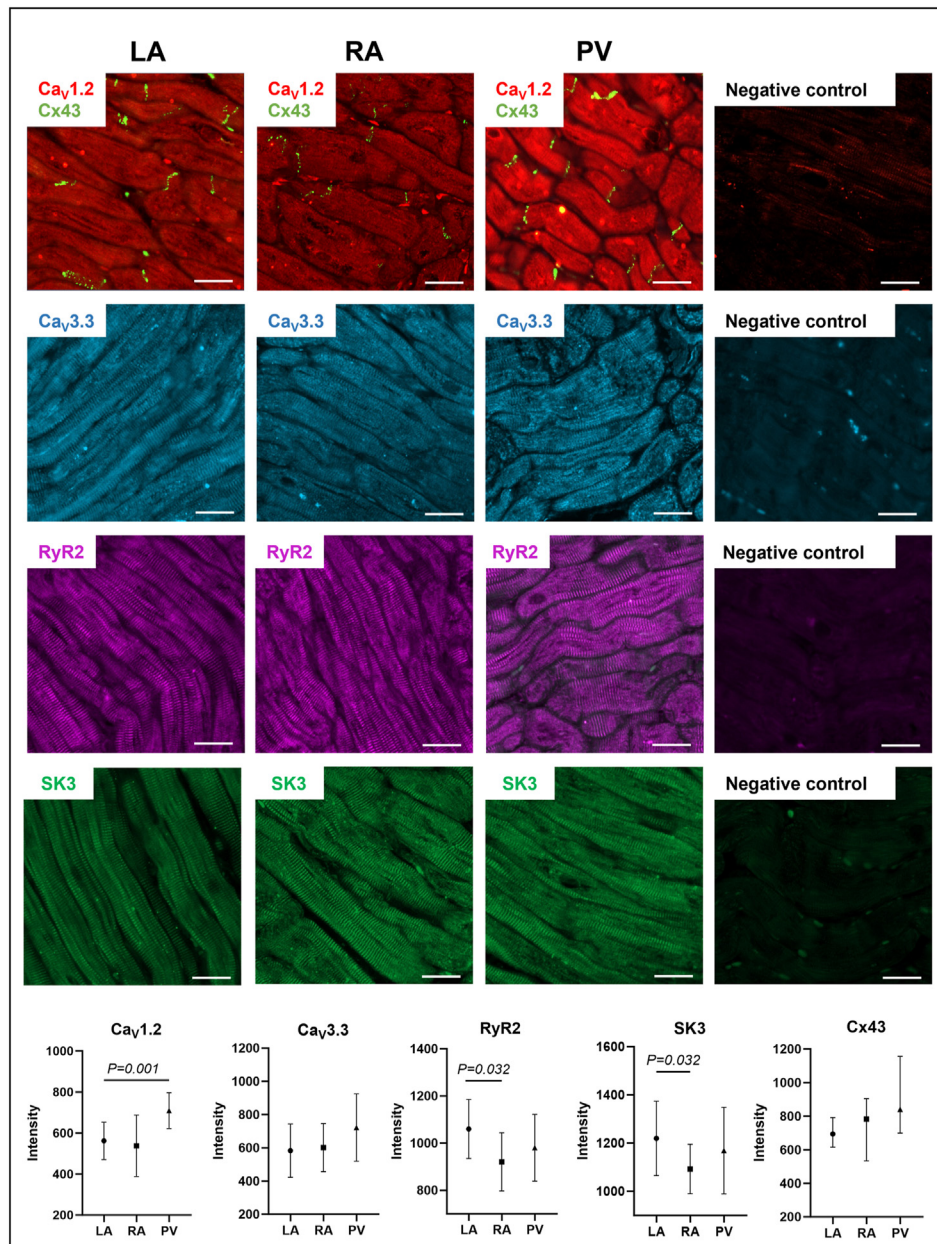 LA RA PV
CaV1.2 CaV1.2 CaV1.2 Negative control
Cx43 Cx43 Cx43
CaV3.3 CaV3.3 CaV3.3 Negative control
RyR2 RyR2 RyR2 Negative control
SK3 SK3 SK3 Negative control
CaV1.2 CaV3.3 RyR2 SK3 Cx43
Intensity
1000
800
600
400
200
P=0.001
LA RA PV
Intensity
1200
1000
800
600
400
200
LA RA PV
Intensity
1400
1200
1000
800
P=0.032
LA RA PV
Intensity
1600
1400
1200
1000
P=0.032
LA RA PV
Intensity
1200
1000
800
600
400
200
LA RA PV